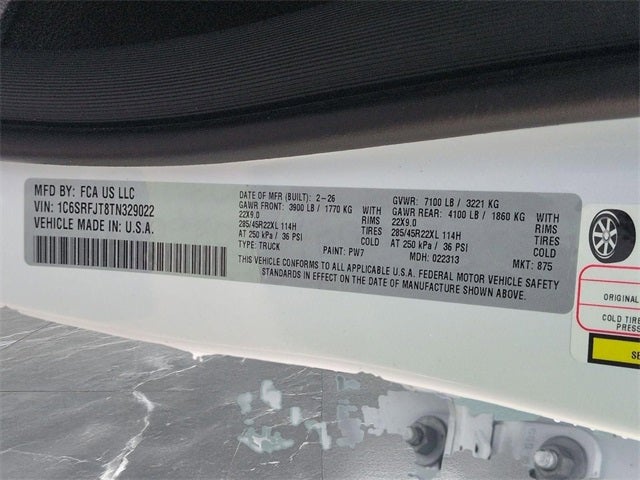 MFD BY: FCA US LLC
VIN: 1C6SRFJT8TN329022
VEHICLE MADE IN: U.S.A.
DATE OF MFR (BUILT): 2-26
GAWR FRONT: 3900 LB / 1770 KG WITH
22X9.0 RIMS
285/45R22XL 114H TIRES
AT 250 kPa / 36 PSI COLD
TYPE: TRUCK PAINT: PW7
GVWR: 7100 LB / 3221 KG
GAWR REAR: 4100 LB / 1860 KG WITH
22X9.0 RIMS
285/45R22XL 114H TIRES
AT 250 kPa / 36 PSI COLD
MDH: 022313 MKT: 875
THIS VEHICLE CONFORMS TO ALL APPLICABLE U.S.A. FEDERAL MOTOR VEHICLE SAFETY
STANDARDS IN EFFECT ON THE DATE OF MANUFACTURE SHOWN ABOVE.
ORIGINAL
COLD TIRE
PRESS
SE